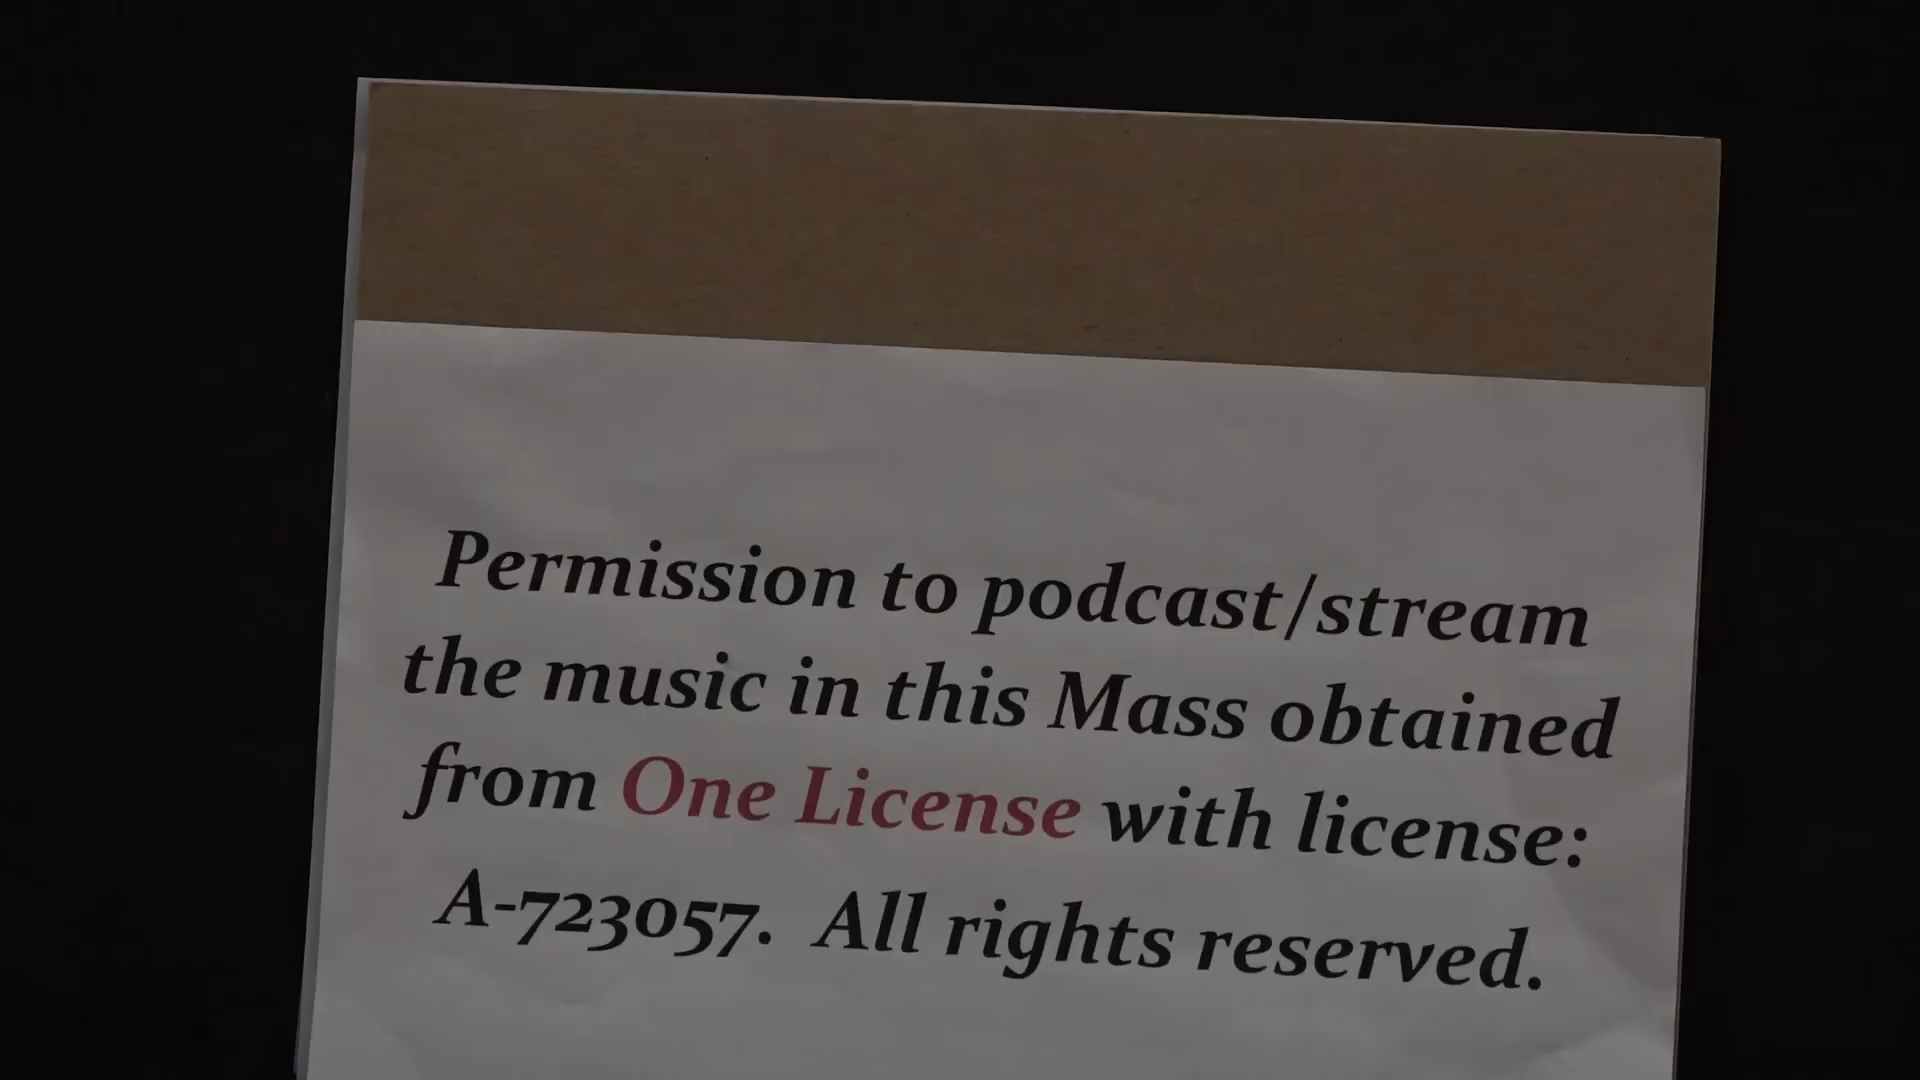 Permission to podcast/stream
the music in this Mass obtained
from One License with license:
A-723057. All rights reserved.